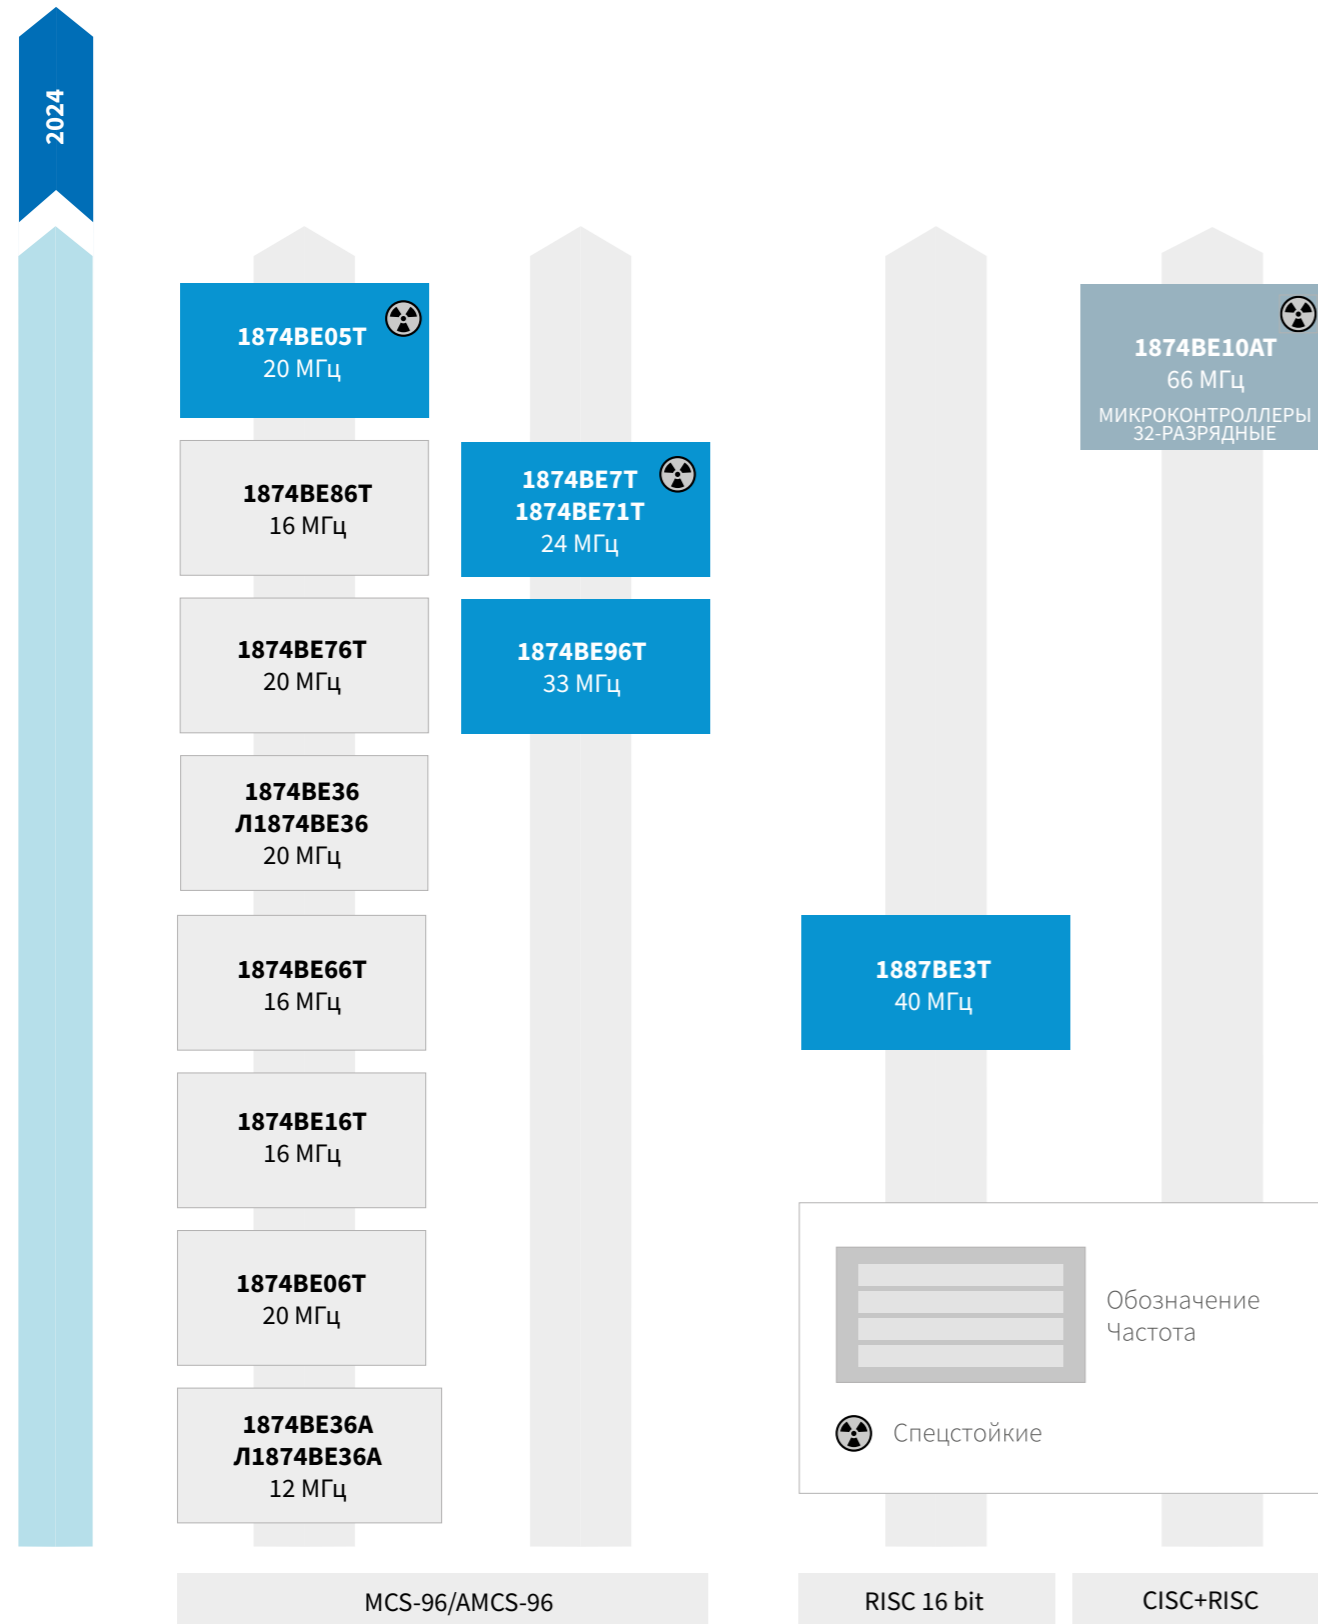 2024
1874ВЕ05Т
20 МГц
1874ВЕ10АТ
66 МГц
МИКРОКОНТРОЛЛЕРЫ
32-РАЗРЯДНЫЕ
1874ВЕ86Т
16 МГц
1874ВЕ7Т
1874ВЕ71Т
24 МГц
1874ВЕ76Т
20 МГц
1874ВЕ96Т
33 МГц
1874ВЕ36
Л1874ВЕ36
20 МГц
1874ВЕ66Т
16 МГц
1887ВЕ3Т
40 МГц
1874ВЕ16Т
16 МГц
1874ВЕ06Т
20 МГц
1874ВЕ36А
Л1874ВЕ36А
12 МГц
Обозначение
Частота
Спецстойкие
MCS-96/AMCS-96
RISC 16 bit
CISC+RISC